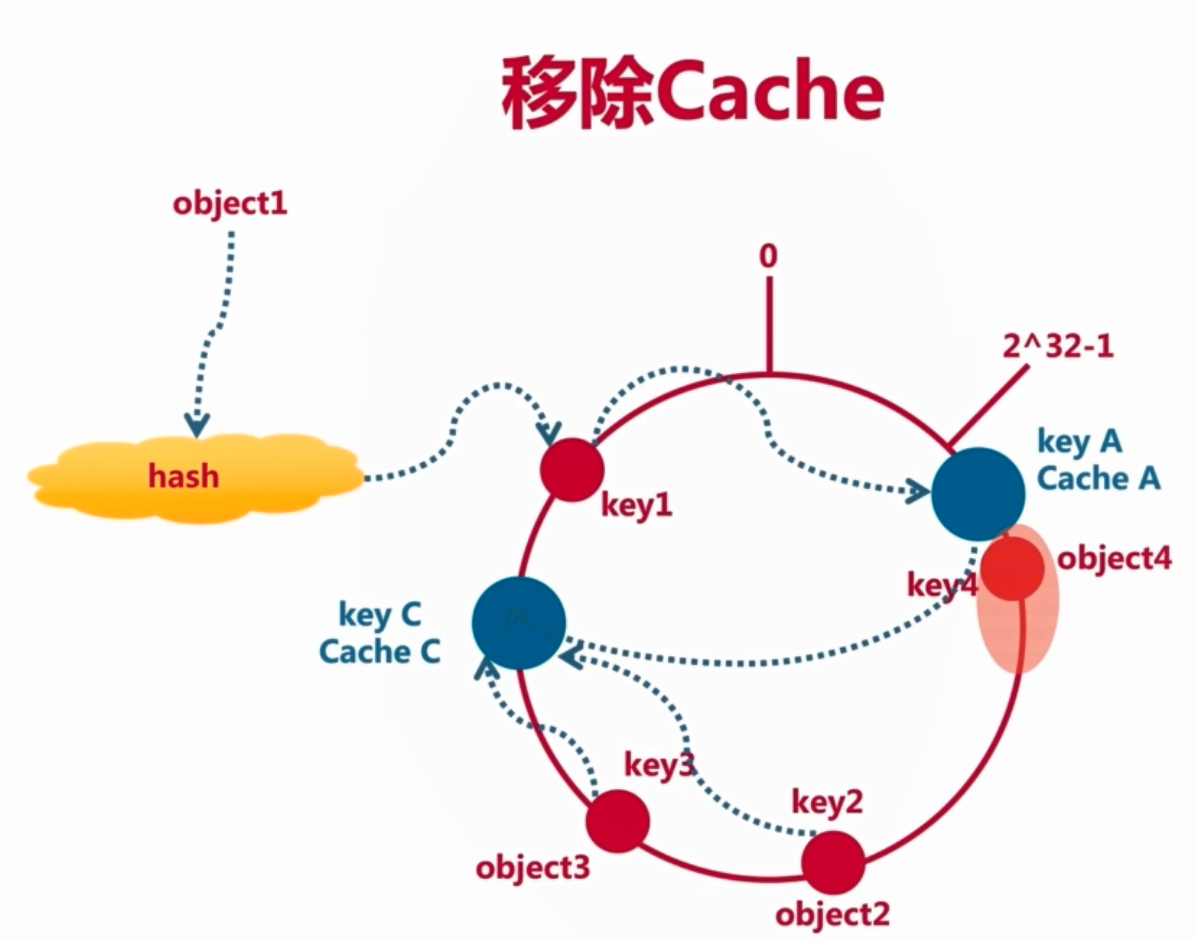 移除Cache
object1
0
2^32-1
key A
Cache A
hash
key1
object4
key4
key C
Cache C
key3
key2
object3
object2